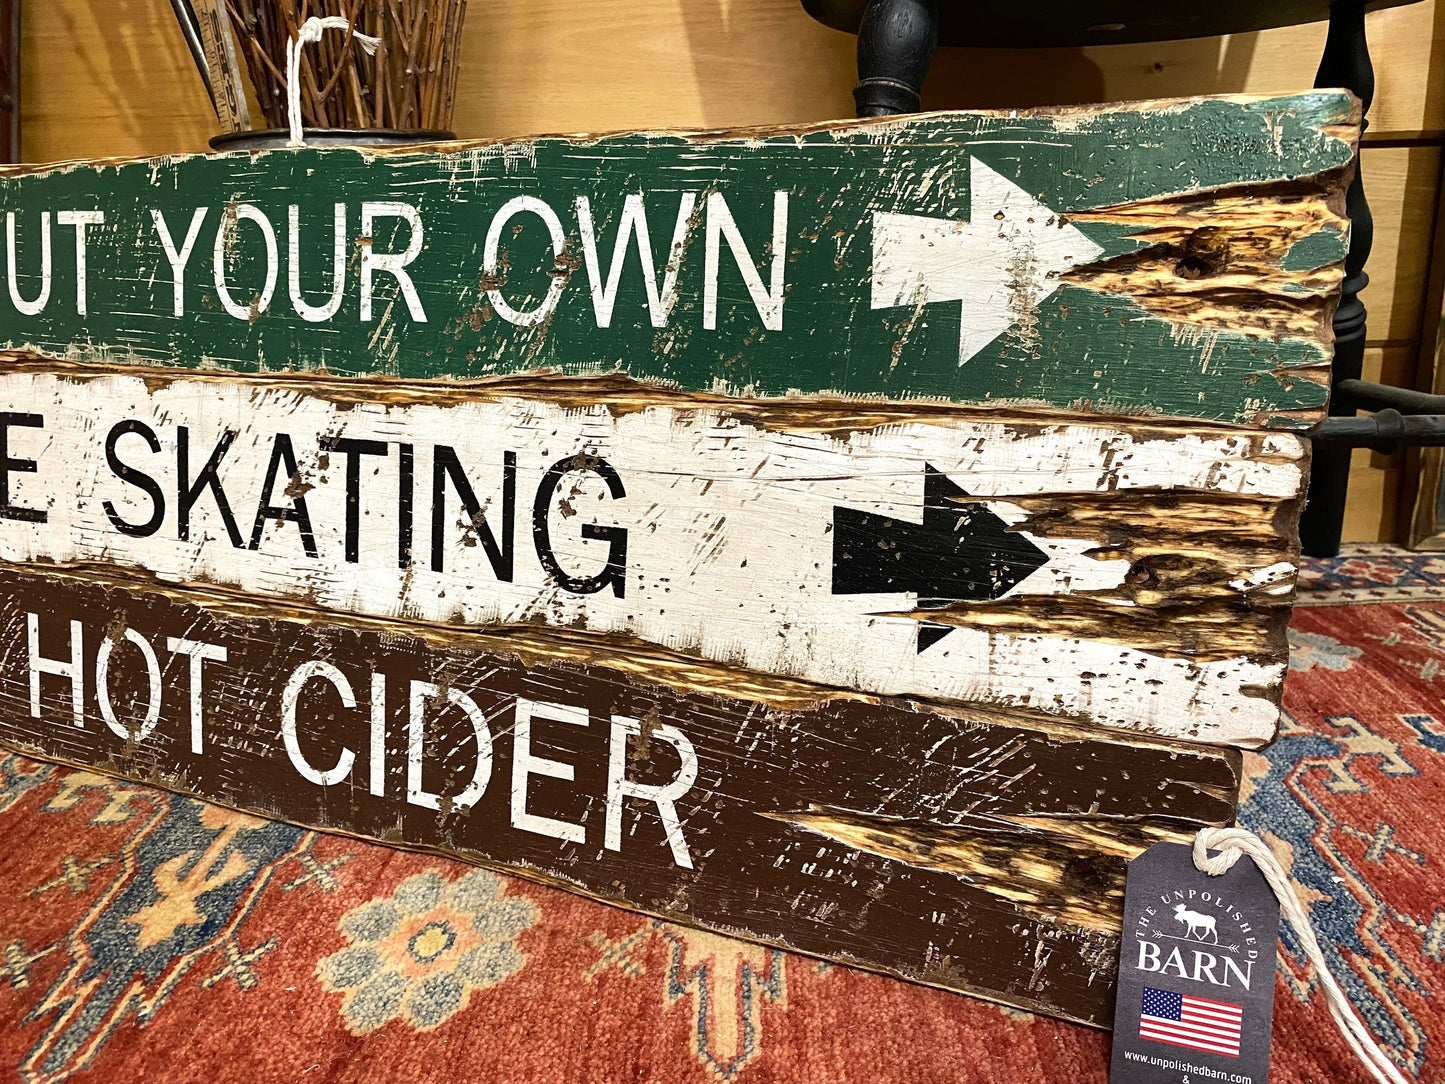 UT YOUR OWN
E SKATING
HOT CIDER
THE UNPOLISHED
BARN
www.unpolishedbarn.com
&